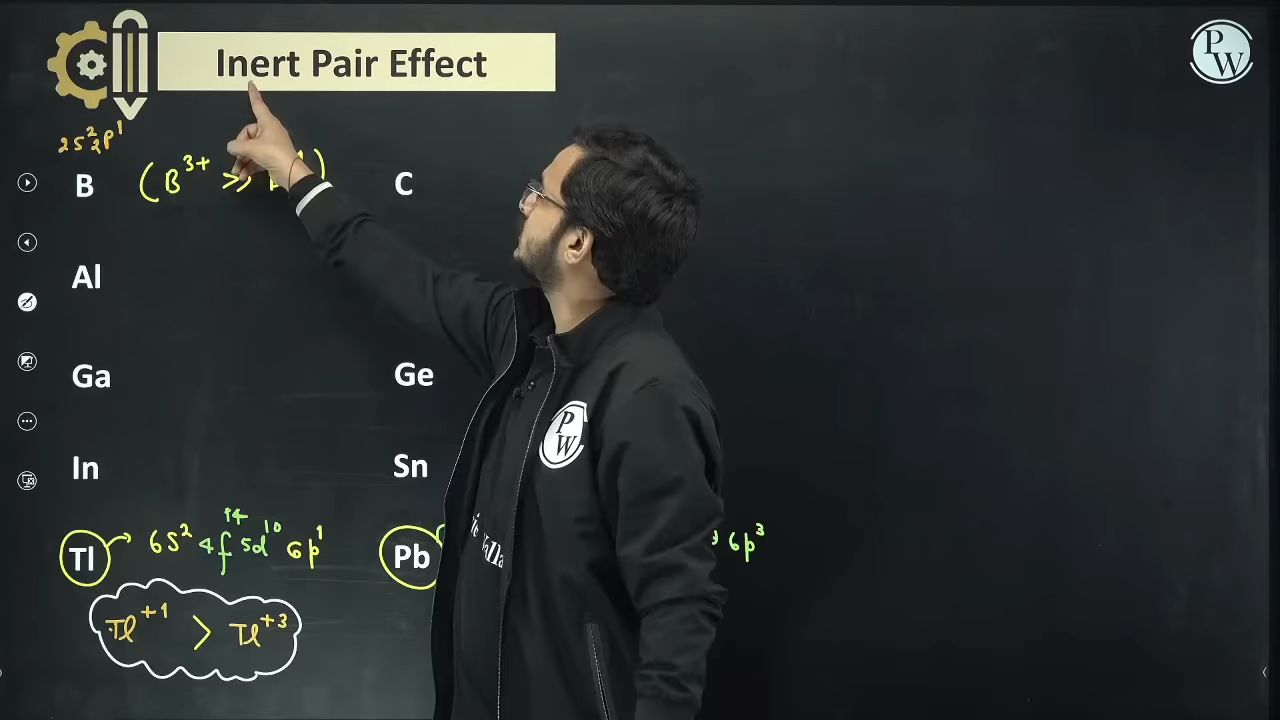 Inert Pair Effect
PW
2s² 2p¹
B (B³⁺ >>
C
Al
Ga
Ge
In
Sn
Tl → 6s² 4f¹⁴ 5d¹⁰ 6p¹
Pb
6p³
Tl⁺¹ > Tl⁺³
PW